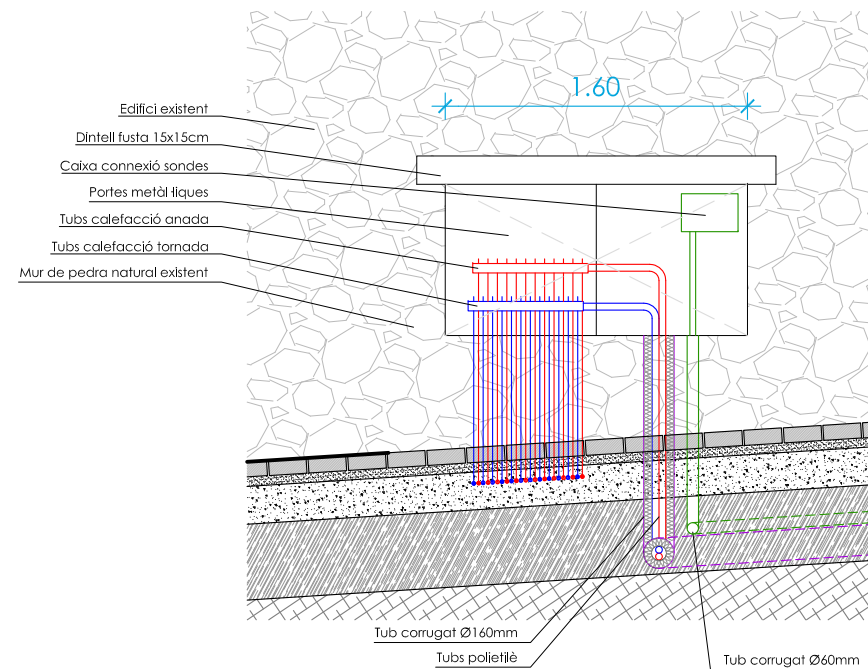 1.60
Edifici existent
Dintell fusta 15x15cm
Caixa connexió sondes
Portes metàl·liques
Tubs calefacció anada
Tubs calefacció tornada
Mur de pedra natural existent
Tub corrugat Ø160mm
Tubs polietilè
Tub corrugat Ø60mm